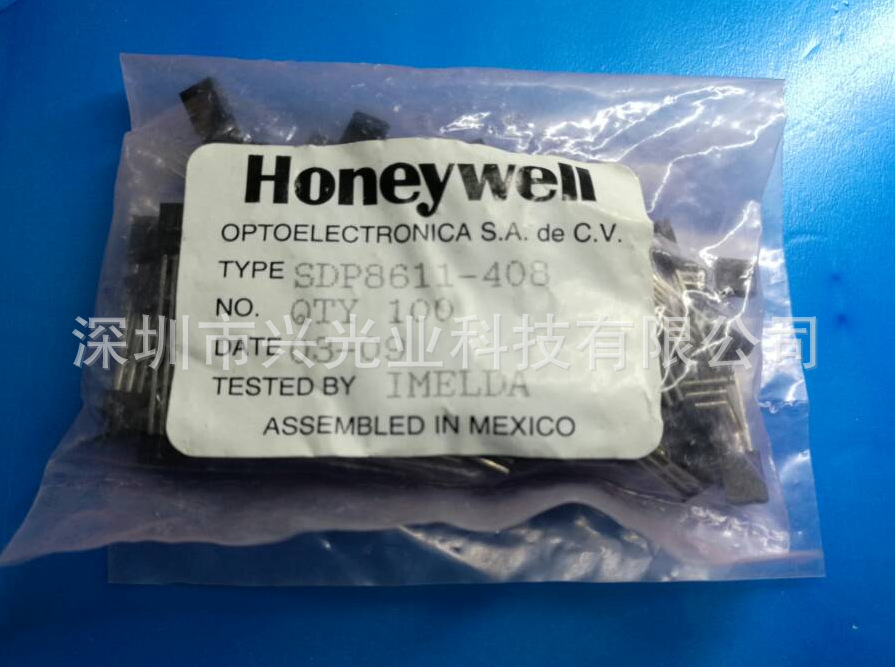 Honeywell
OPTOELECTRONICA S.A. de C.V.
TYPE SDP8611-408
NO. QTY 100
深圳市兴光业科技有限公司
DATE
TESTED BY IMELDA
ASSEMBLED IN MEXICO